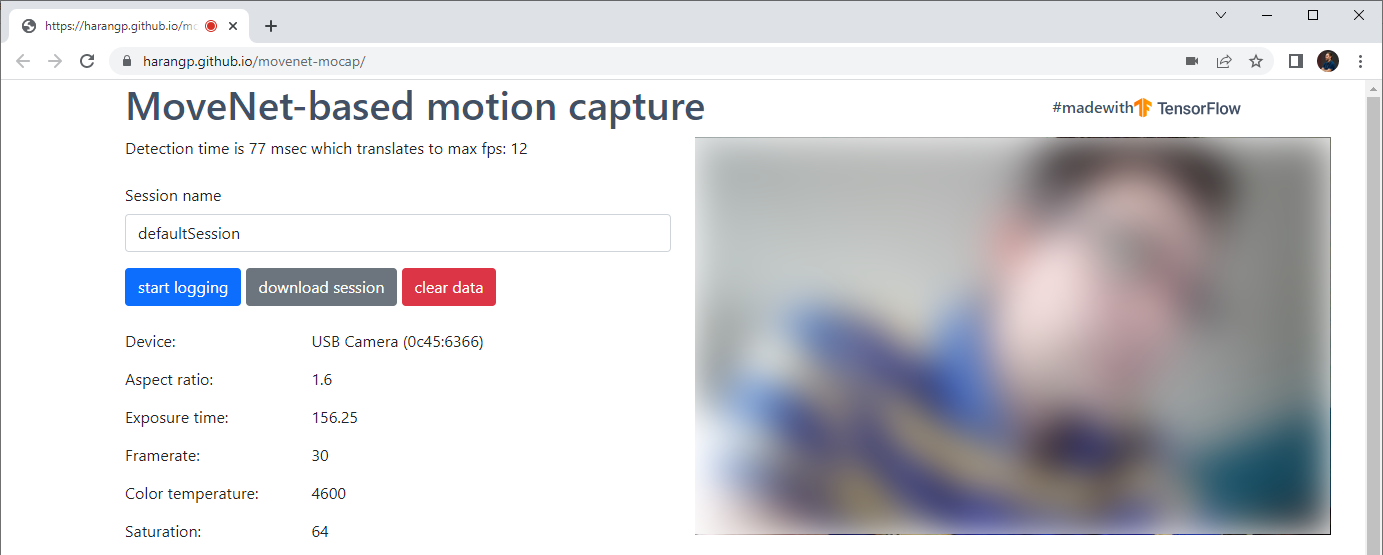 https://harangp.github.io/mo
harangp.github.io/movenet-mocap/
MoveNet-based motion capture
#madewith TensorFlow
Detection time is 77 msec which translates to max fps: 12
Session name
defaultSession
start logging download session clear data
Device: USB Camera (0c45:6366)
Aspect ratio: 1.6
Exposure time: 156.25
Framerate: 30
Color temperature: 4600
Saturation: 64